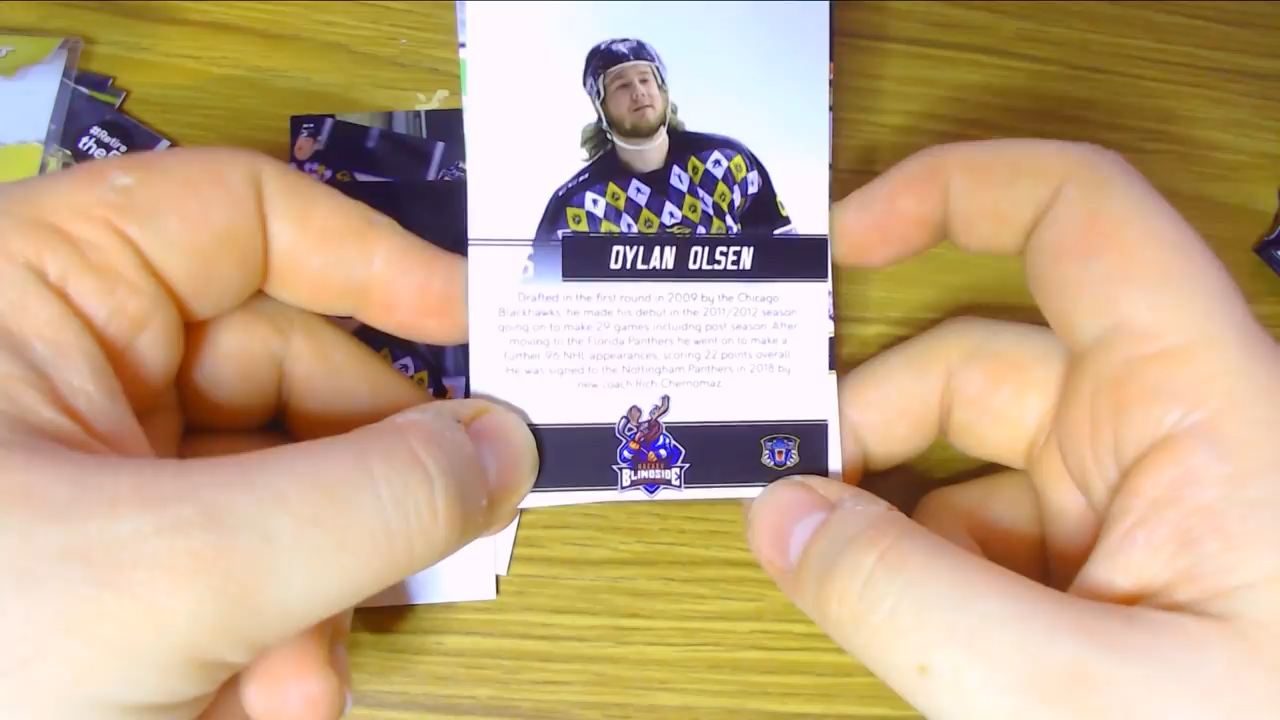 #Retire
the
DYLAN OLSEN
Drafted in the first round in 2009 by the Chicago
Blackhawks, he made his debut in the 2011/2012 season
going on to make 29 games including post season. After
moving to the Florida Panthers he went on to make a
further 96 NHL appearances, scoring 22 points overall.
He was signed to the Nottingham Panthers in 2018 by
new coach Rich Chernomaz.
HOCKEY
BLINDSIDE